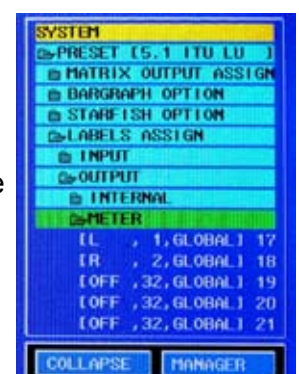 SYSTEM
PRESET [5.1 ITU LU ]
MATRIX OUTPUT ASSIGN
BARGRAPH OPTION
STARFISH OPTION
LABELS ASSIGN
INPUT
OUTPUT
INTERNAL
METER
[L , 1,GLOBAL] 17
[R , 2,GLOBAL] 18
[OFF ,32,GLOBAL] 19
[OFF ,32,GLOBAL] 20
[OFF ,32,GLOBAL] 21
COLLAPSE MANAGER
e